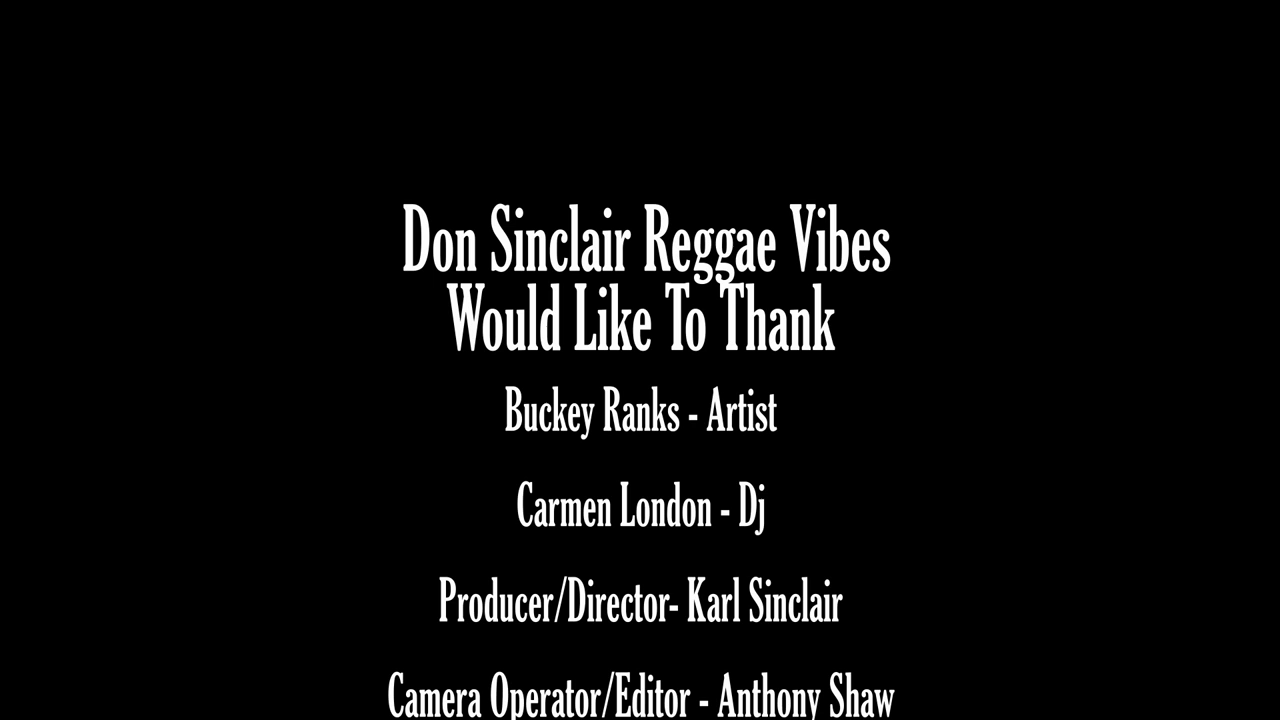 Don Sinclair Reggae Vibes
Would Like To Thank
Buckey Ranks - Artist
Carmen London - Dj
Producer/Director- Karl Sinclair
Camera Operator/Editor - Anthony Shaw